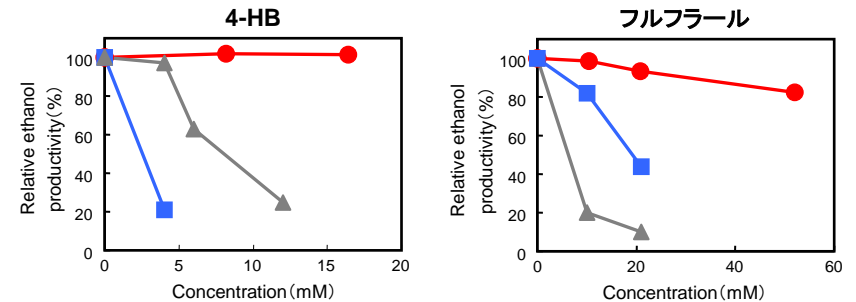 4-HB
Relative ethanol
productivity(%)
100
80
60
40
20
0
0 5 10 15 20
Concentration(mM)
フルフラール
Relative ethanol
productivity(%)
100
80
60
40
20
0
0 20 40 60
Concentration(mM)